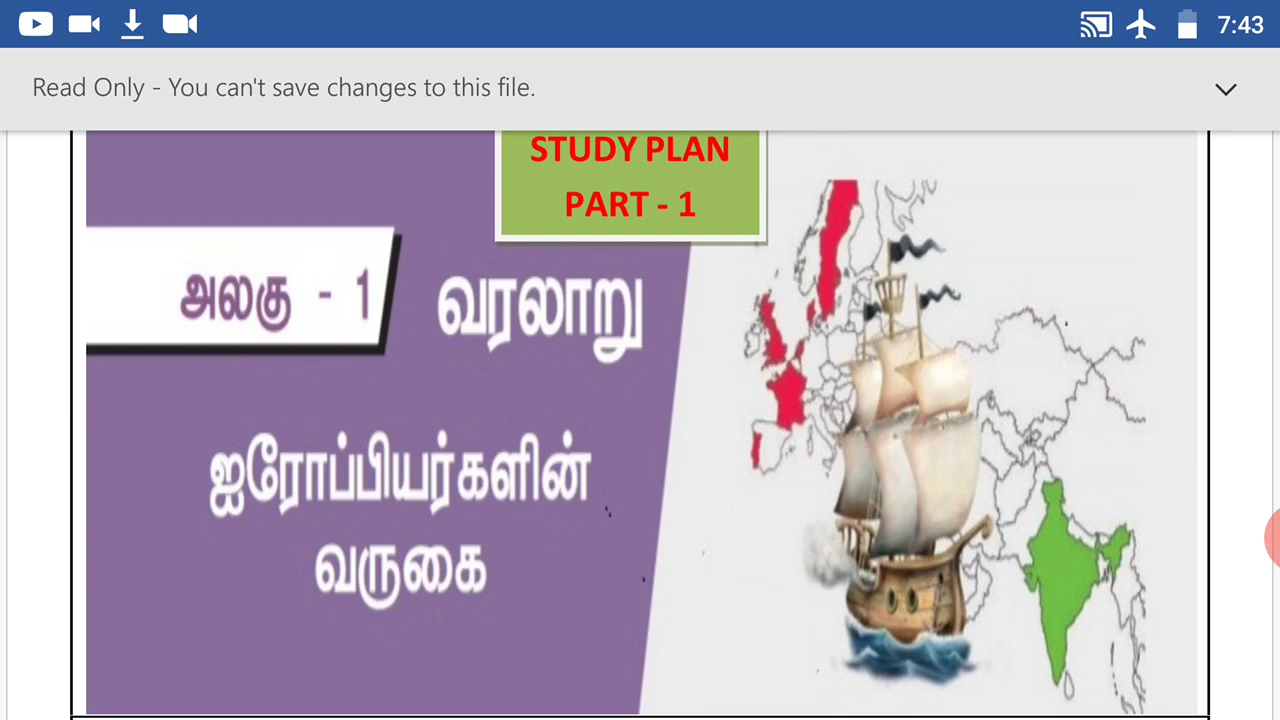 7:43
Read Only - You can't save changes to this file.
STUDY PLAN
PART - 1
அலகு - 1
வரலாறு
ஐரோப்பியர்களின்
வருகை